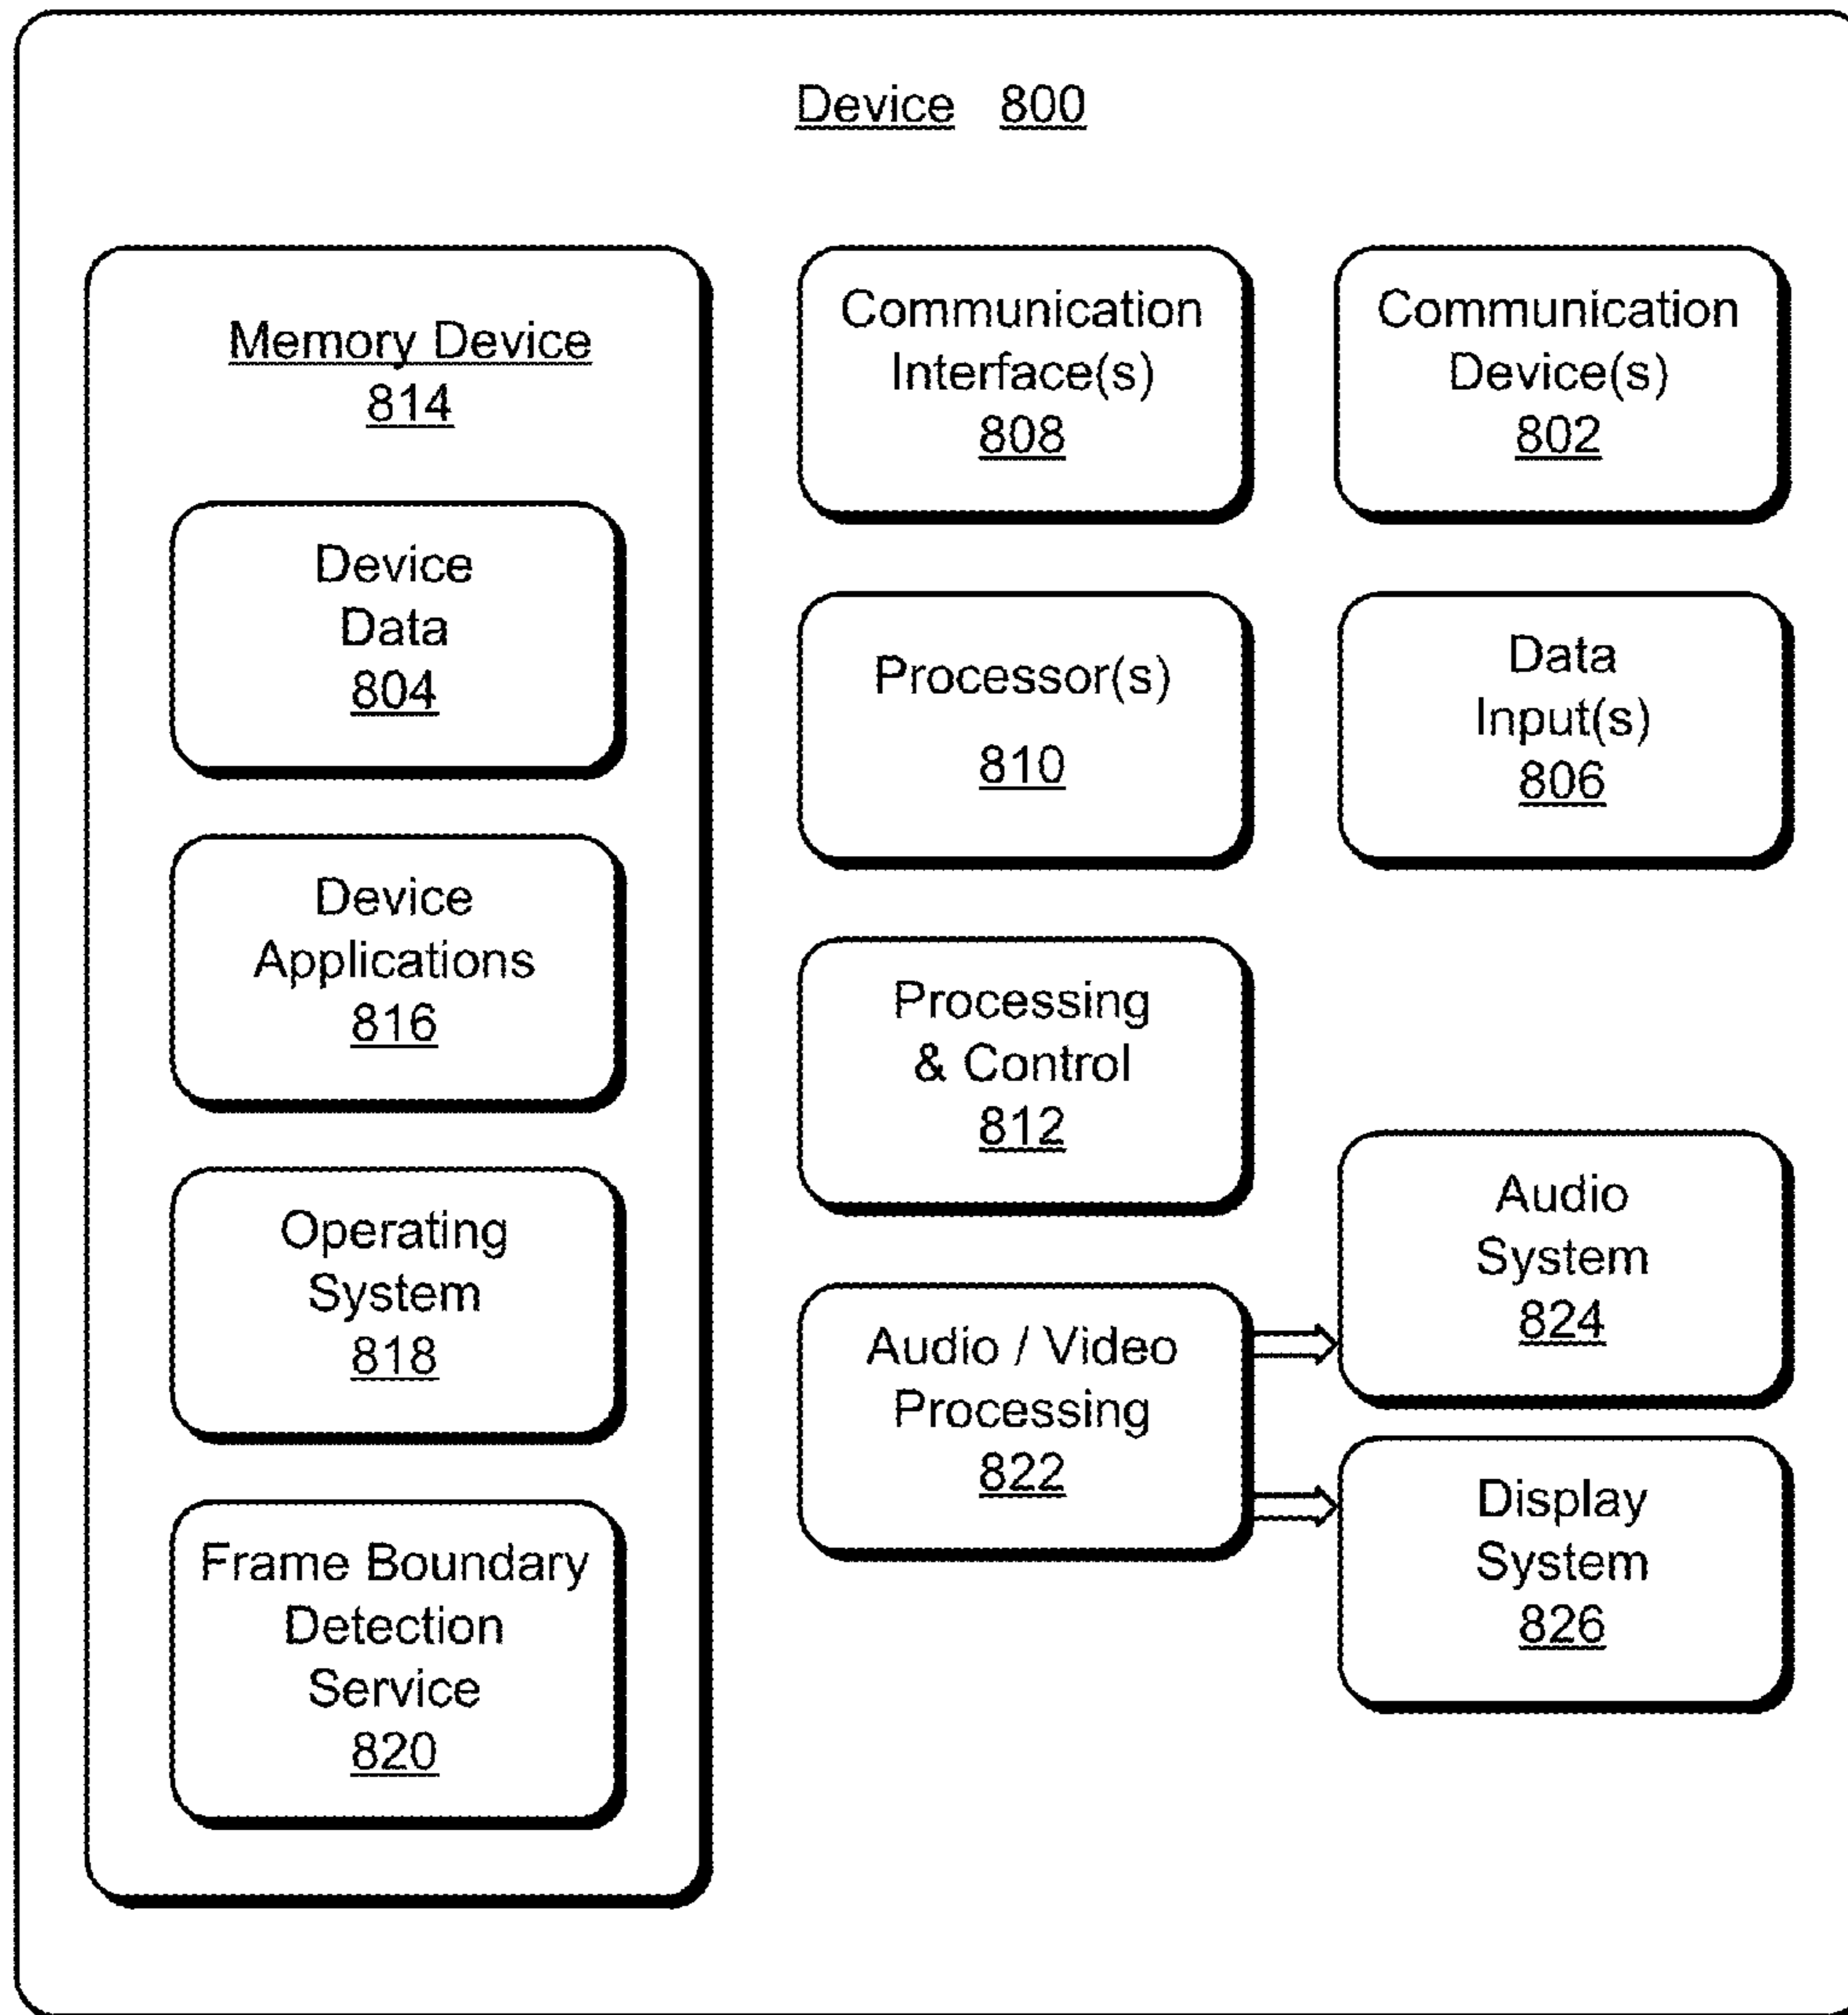 Device 800
Memory Device
814
Device
Data
804
Device
Applications
816
Operating
System
818
Frame Boundary
Detection
Service
820
Communication
Interface(s)
808
Communication
Device(s)
802
Processor(s)
810
Data
Input(s)
806
Processing
& Control
812
Audio / Video
Processing
822
Audio
System
824
Display
System
826